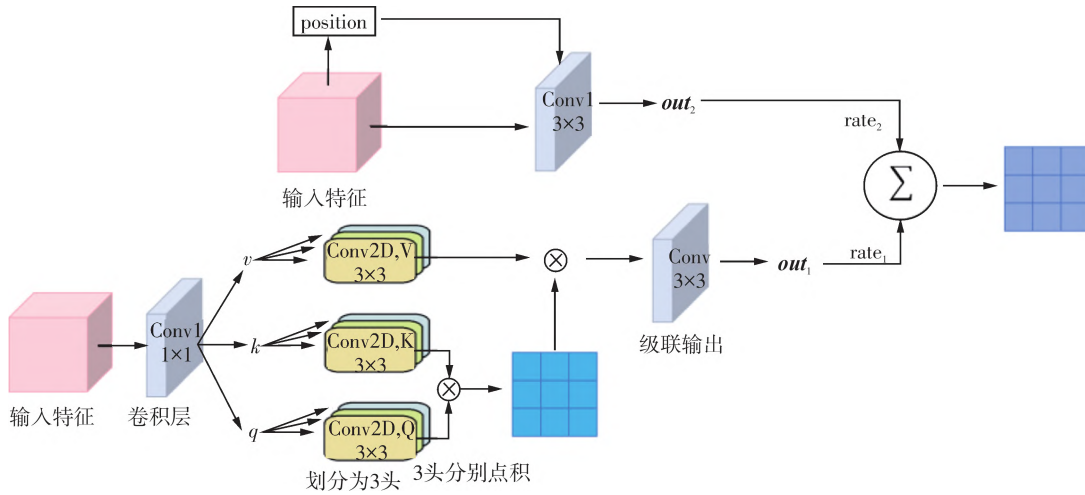 position
Conv1
3×3
out₂
rate₂
输入特征
Σ
v
Conv2D,V
3×3
⊗
Conv
3×3
out₁
rate₁
级联输出
Conv1
1×1
k
Conv2D,K
3×3
⊗
输入特征
卷积层
q
Conv2D,Q
3×3
划分为3头
3头分别点积